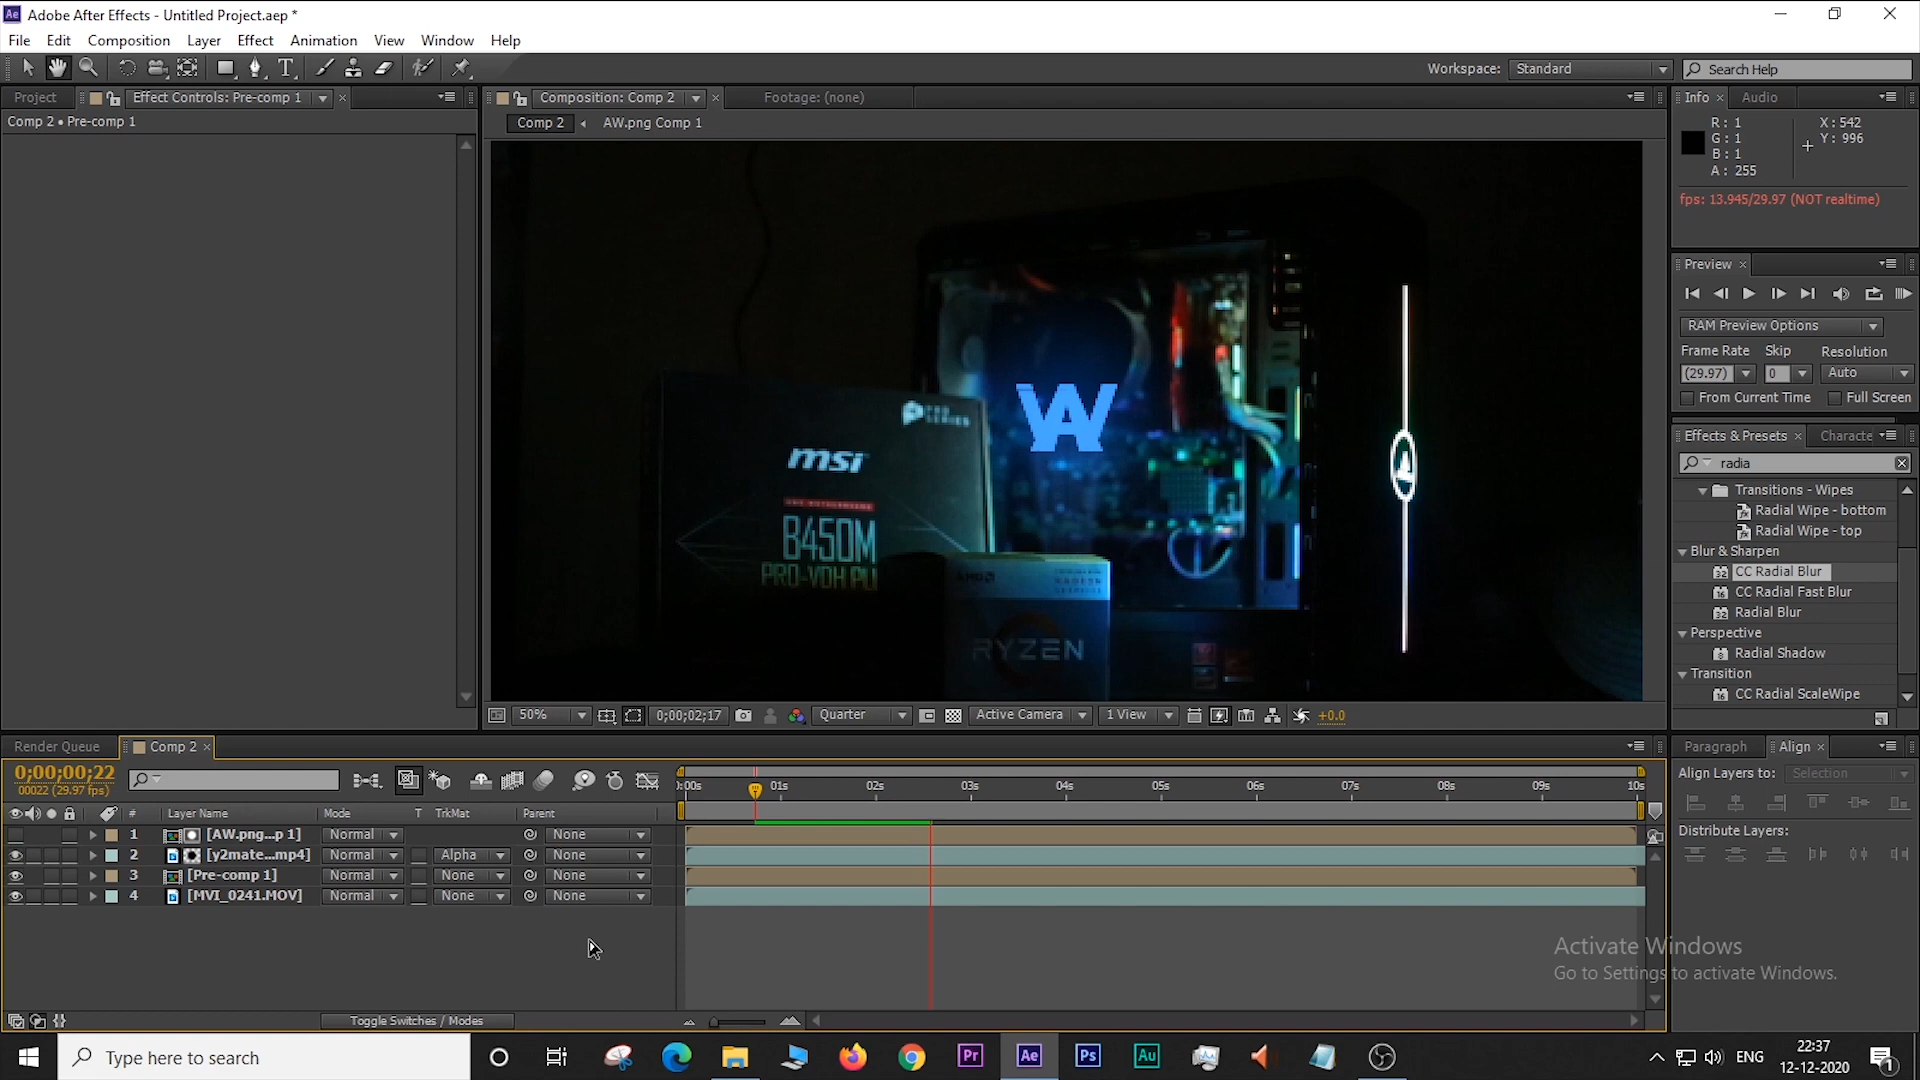 Adobe After Effects - Untitled Project.aep *
File Edit Composition Layer Effect Animation View Window Help
Workspace: Standard Search Help
Project Effect Controls: Pre-comp 1 Composition: Comp 2 Footage: (none) Info Audio
Comp 2 • Pre-comp 1
Comp 2 AW.png Comp 1
R: 1 X: 542
G: 1 Y: 996
B: 1
A: 255
fps: 13.945/29.97 (NOT realtime)
Preview
RAM Preview Options
Frame Rate Skip Resolution
(29.97) 0 Auto
From Current Time Full Screen
Effects & Presets Characte
radia
Transitions - Wipes
Radial Wipe - bottom
Radial Wipe - top
Blur & Sharpen
CC Radial Blur
CC Radial Fast Blur
Radial Blur
Perspective
Radial Shadow
Transition
CC Radial ScaleWipe
AW
PRO SERIES
msi
B450M
AMD
RYZEN
50% 0;00;02;17 Quarter Active Camera 1 View +0.0
Render Queue Comp 2
0;00;00;22
00022 (29.97 fps)
0:00s 01s 02s 03s 04s 05s 06s 07s 08s 09s 10s
# Layer Name Mode T TrkMat Parent
1 [AW.png...p 1] Normal None
2 [y2mate...mp4] Normal Alpha None
3 [Pre-comp 1] Normal None None
4 [MVI_0241.MOV] Normal None None
Toggle Switches / Modes
Paragraph Align
Align Layers to: Selection
Distribute Layers:
Activate Windows
Go to Settings to activate Windows.
Type here to search
Pr Ae Ps Au
ENG
22:37
12-12-2020
1